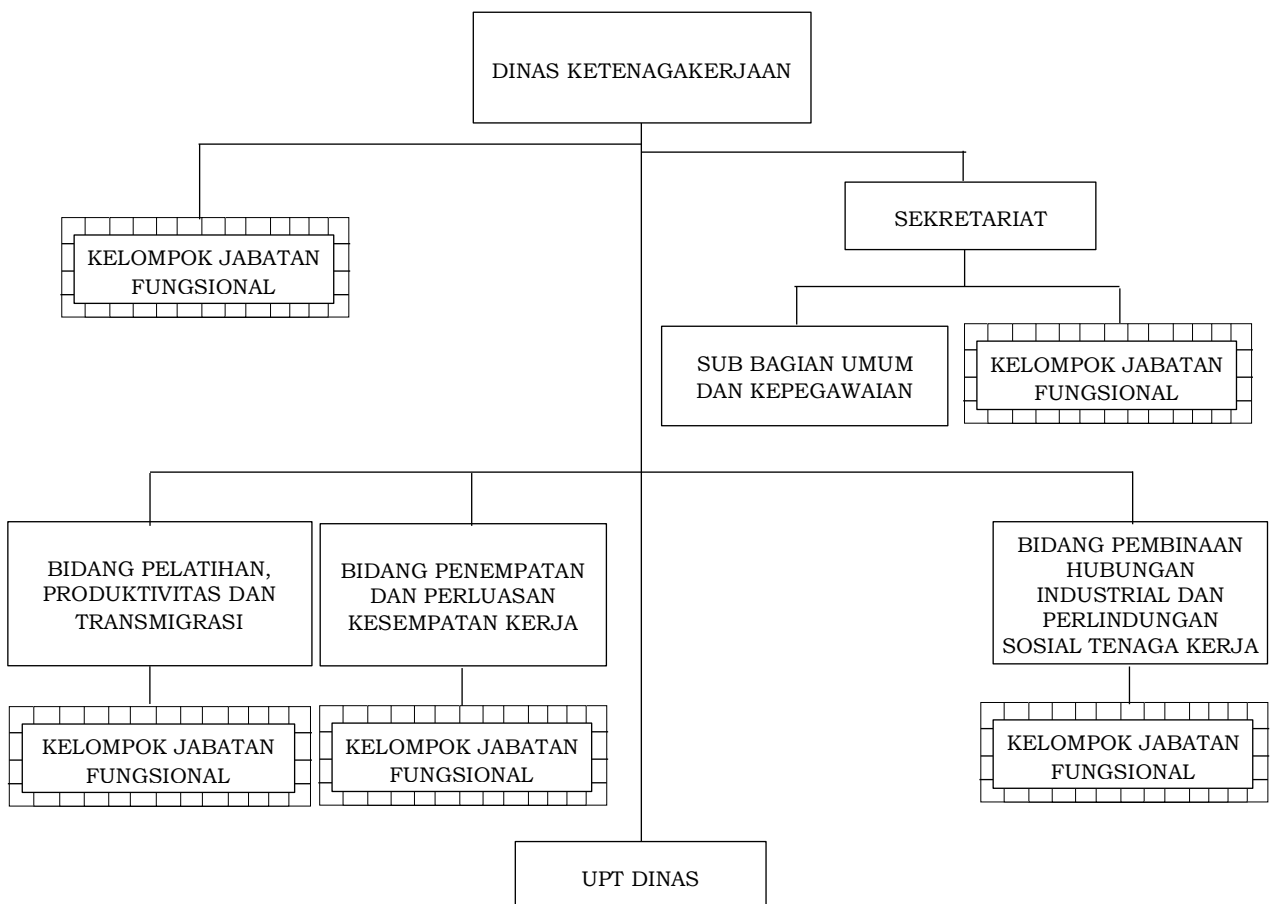 DINAS KETENAGAKERJAAN
SEKRETARIAT
KELOMPOK JABATAN
FUNGSIONAL
SUB BAGIAN UMUM
DAN KEPEGAWAIAN
KELOMPOK JABATAN
FUNGSIONAL
BIDANG PELATIHAN,
PRODUKTIVITAS DAN
TRANSMIGRASI
BIDANG PENEMPATAN
DAN PERLUASAN
KESEMPATAN KERJA
BIDANG PEMBINAAN
HUBUNGAN
INDUSTRIAL DAN
PERLINDUNGAN
SOSIAL TENAGA KERJA
KELOMPOK JABATAN
FUNGSIONAL
KELOMPOK JABATAN
FUNGSIONAL
KELOMPOK JABATAN
FUNGSIONAL
UPT DINAS